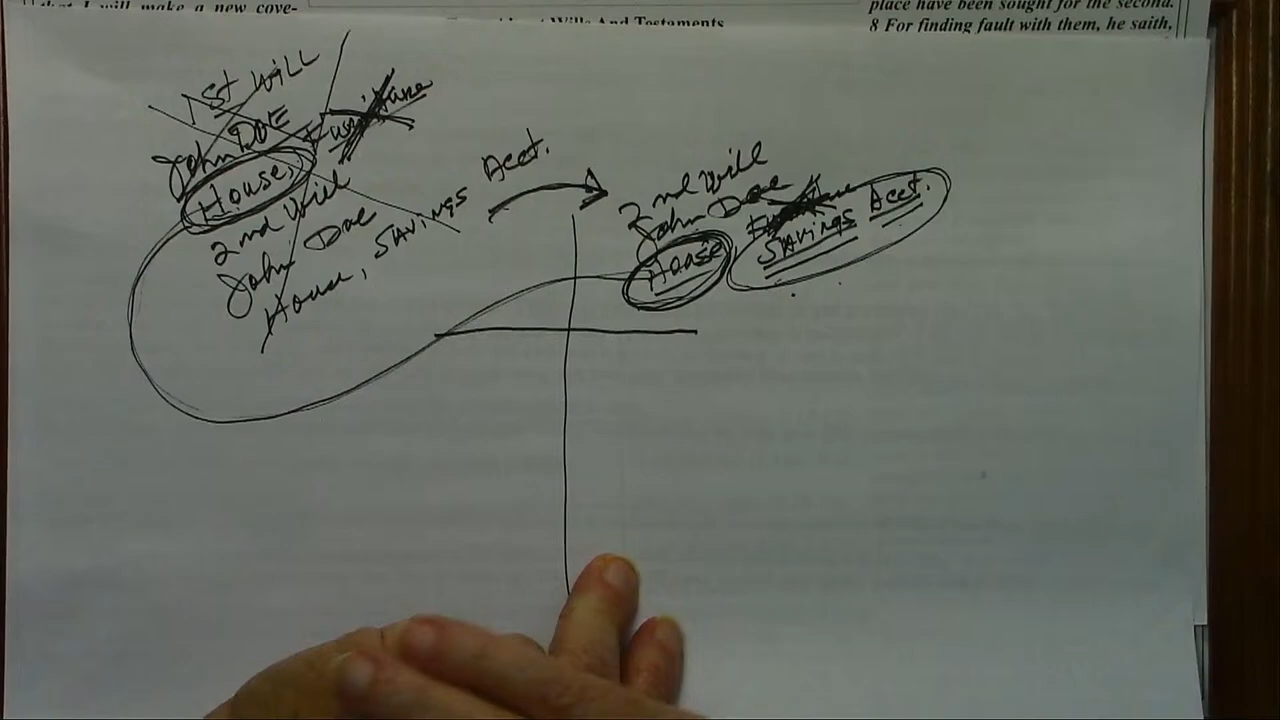 that I will make a new cove-
Wills And Testaments
place have been sought for the second.
8 For finding fault with them, he saith,
1st WILL
John DOE
House, Furniture
2nd Will
John Doe
House, SAVINGS Acct.
2nd Will
John Doe
House SAVINGS Acct.